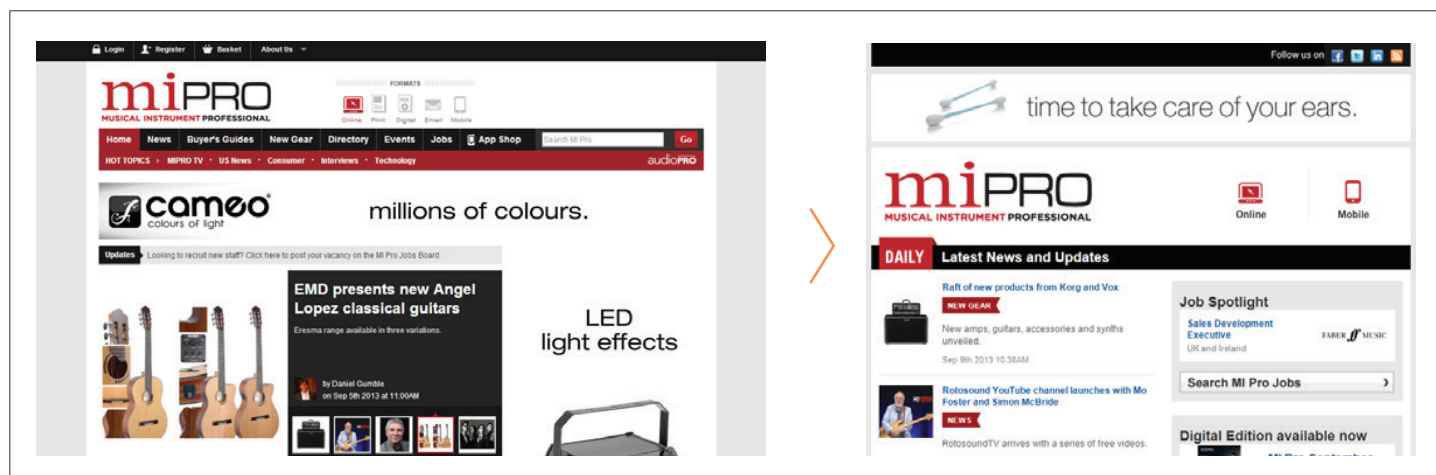 Login Register Basket About Us
miPRO
MUSICAL INSTRUMENT PROFESSIONAL
FORMATS
Online Print Digital Email Mobile
Home News Buyer's Guides New Gear Directory Events Jobs App Shop Search MI Pro Go
HOT TOPICS > MIPRO TV • US News • Consumer • Interviews • Technology audioPRO
cameo®
colours of light
millions of colours.
Updates Looking to recruit new staff? Click here to post your vacancy on the MI Pro Jobs Board
EMD presents new Angel
Lopez classical guitars
Eresma range available in three variations.
by Daniel Gumble
on Sep 5th 2013 at 11:00AM
LED
light effects
Follow us on
time to take care of your ears.
miPRO
MUSICAL INSTRUMENT PROFESSIONAL
Online Mobile
DAILY Latest News and Updates
Raft of new products from Korg and Vox
NEW GEAR
New amps, guitars, accessories and synths
unveiled.
Sep 9th 2013 10:38AM
Rotosound YouTube channel launches with Mo
Foster and Simon McBride
NEWS
RotosoundTV arrives with a series of free videos.
Job Spotlight
Sales Development
Executive
UK and Ireland
FABER ff MUSIC
Search MI Pro Jobs
Digital Edition available now
Mi Pro September